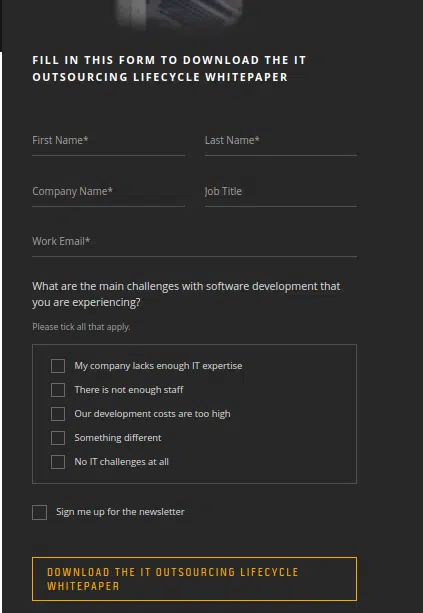 FILL IN THIS FORM TO DOWNLOAD THE IT
OUTSOURCING LIFECYCLE WHITEPAPER
First Name*
Last Name*
Company Name*
Job Title
Work Email*
What are the main challenges with software development that
you are experiencing?
Please tick all that apply.
My company lacks enough IT expertise
There is not enough staff
Our development costs are too high
Something different
No IT challenges at all
Sign me up for the newsletter
DOWNLOAD THE IT OUTSOURCING LIFECYCLE
WHITEPAPER